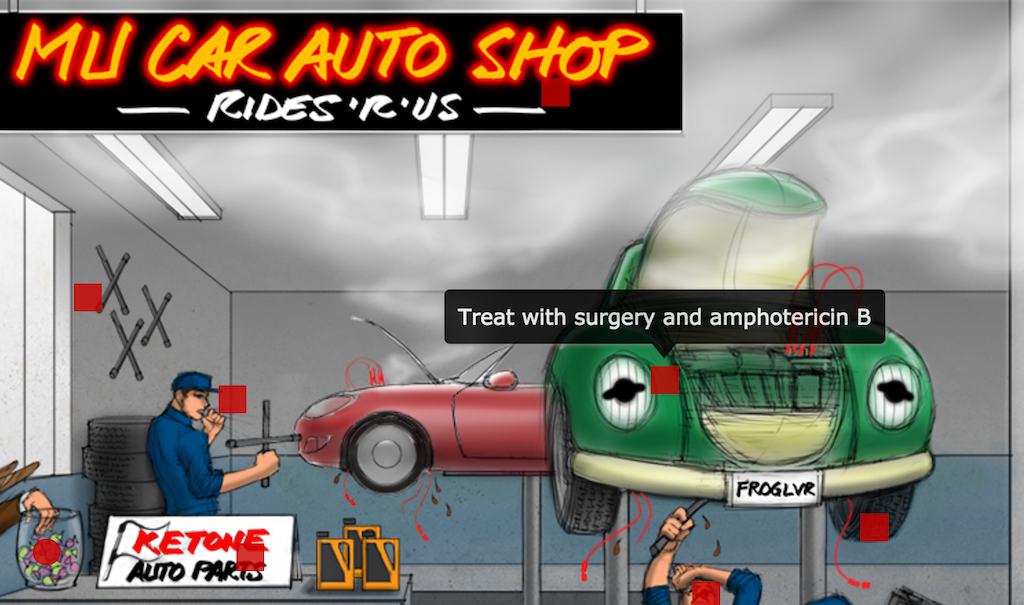 MU CAR AUTO SHOP
RIDES 'R' US
Treat with surgery and amphotericin B
FROGLVR
KETONE
AUTO PARTS